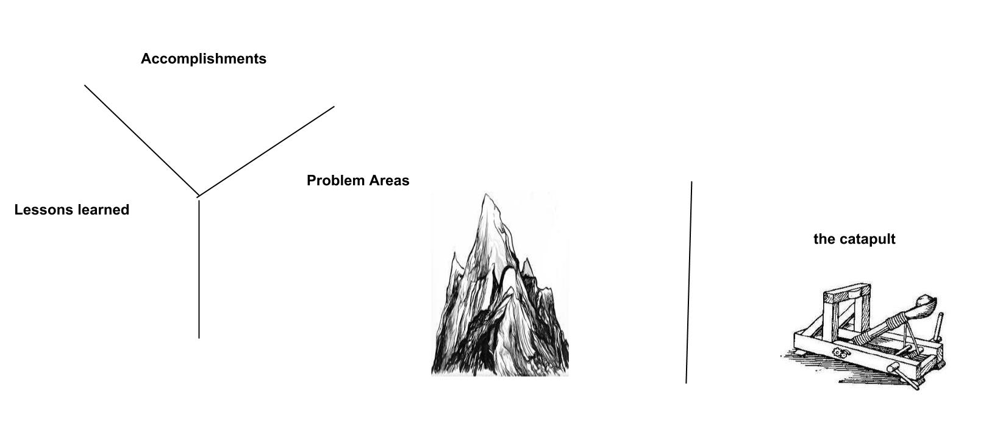 Accomplishments
Problem Areas
Lessons learned
the catapult